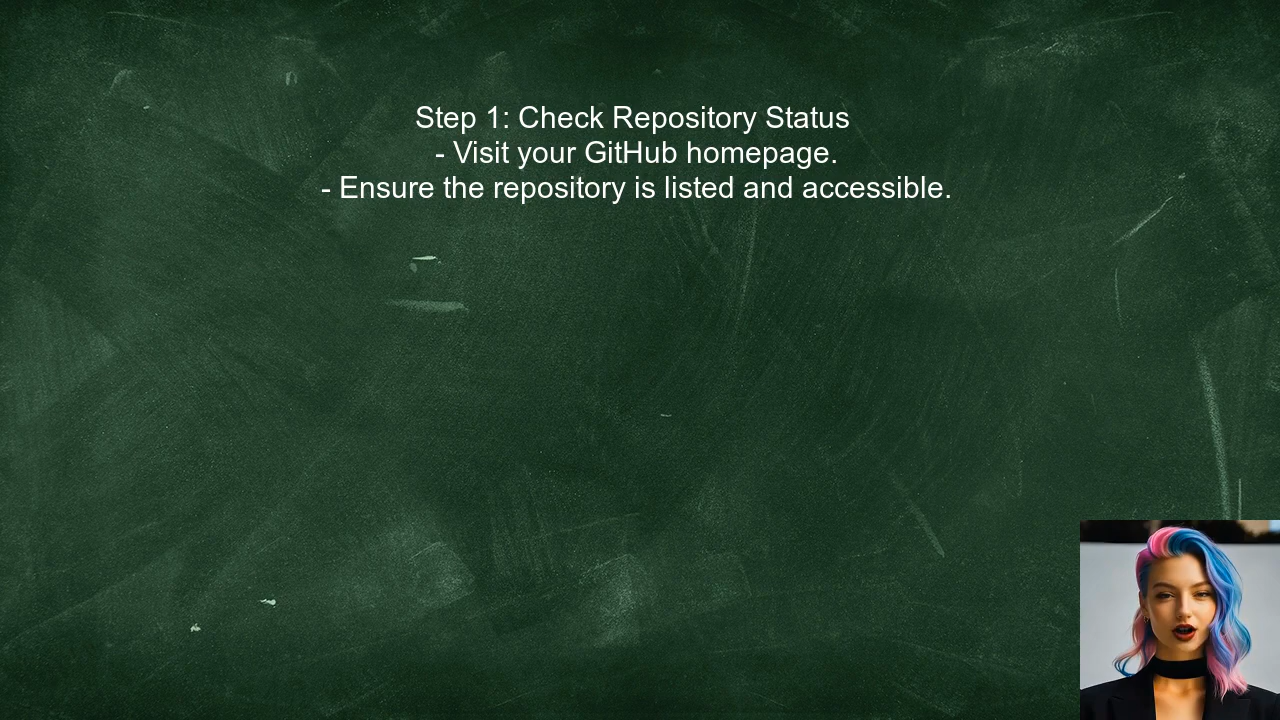 Step 1: Check Repository Status
- Visit your GitHub homepage.
- Ensure the repository is listed and accessible.